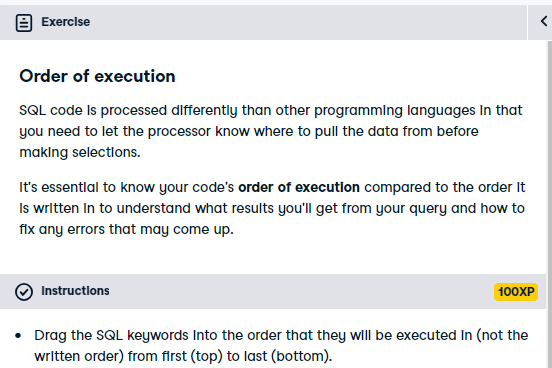 Exercise
Order of execution
SQL code is processed differently than other programming languages in that
you need to let the processor know where to pull the data from before
making selections.
It's essential to know your code's order of execution compared to the order it
is written in to understand what results you'll get from your query and how to
fix any errors that may come up.
Instructions
100XP
• Drag the SQL keywords into the order that they will be executed in (not the
written order) from first (top) to last (bottom).